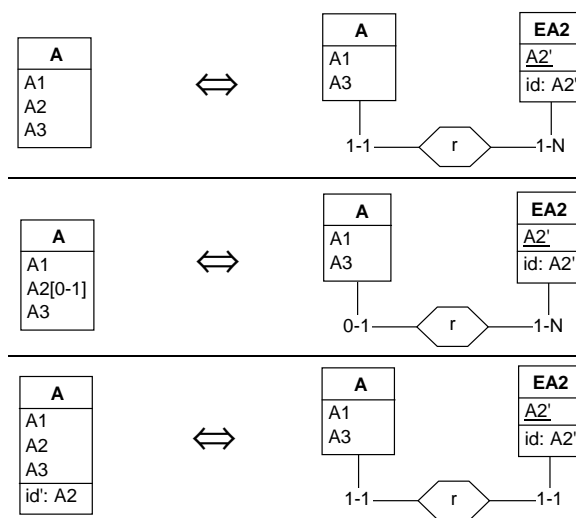 A
A1
A2
A3
⇔
A
A1
A3
EA2
A2'
id: A2'
1-1
r
1-N
A
A1
A2[0-1]
A3
⇔
A
A1
A3
EA2
A2'
id: A2'
0-1
r
1-N
A
A1
A2
A3
id': A2
⇔
A
A1
A3
EA2
A2'
id: A2'
1-1
r
1-1